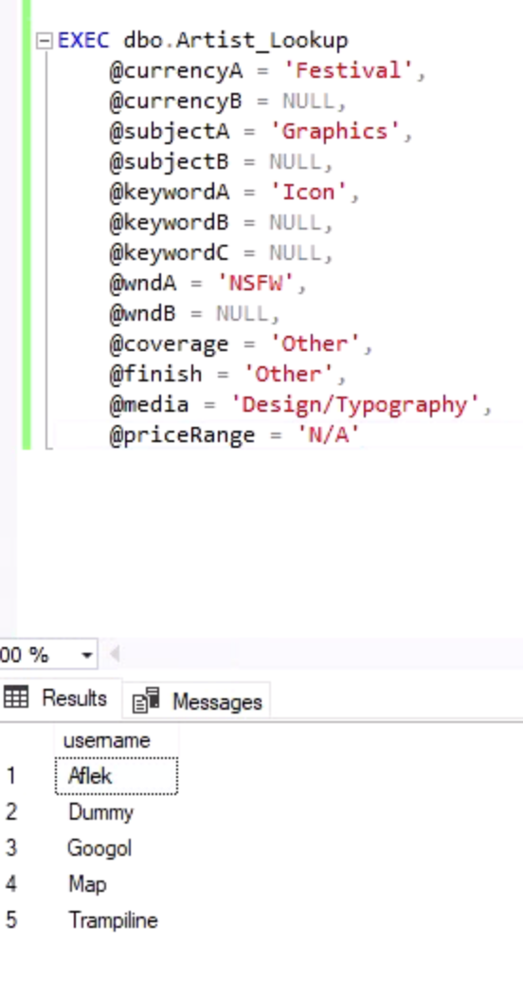 EXEC dbo.Artist_Lookup
@currencyA = 'Festival',
@currencyB = NULL,
@subjectA = 'Graphics',
@subjectB = NULL,
@keywordA = 'Icon',
@keywordB = NULL,
@keywordC = NULL,
@wndA = 'NSFW',
@wndB = NULL,
@coverage = 'Other',
@finish = 'Other',
@media = 'Design/Typography',
@priceRange = 'N/A'
00 %
Results Messages
username
1 Aflek
2 Dummy
3 Googol
4 Map
5 Trampiline